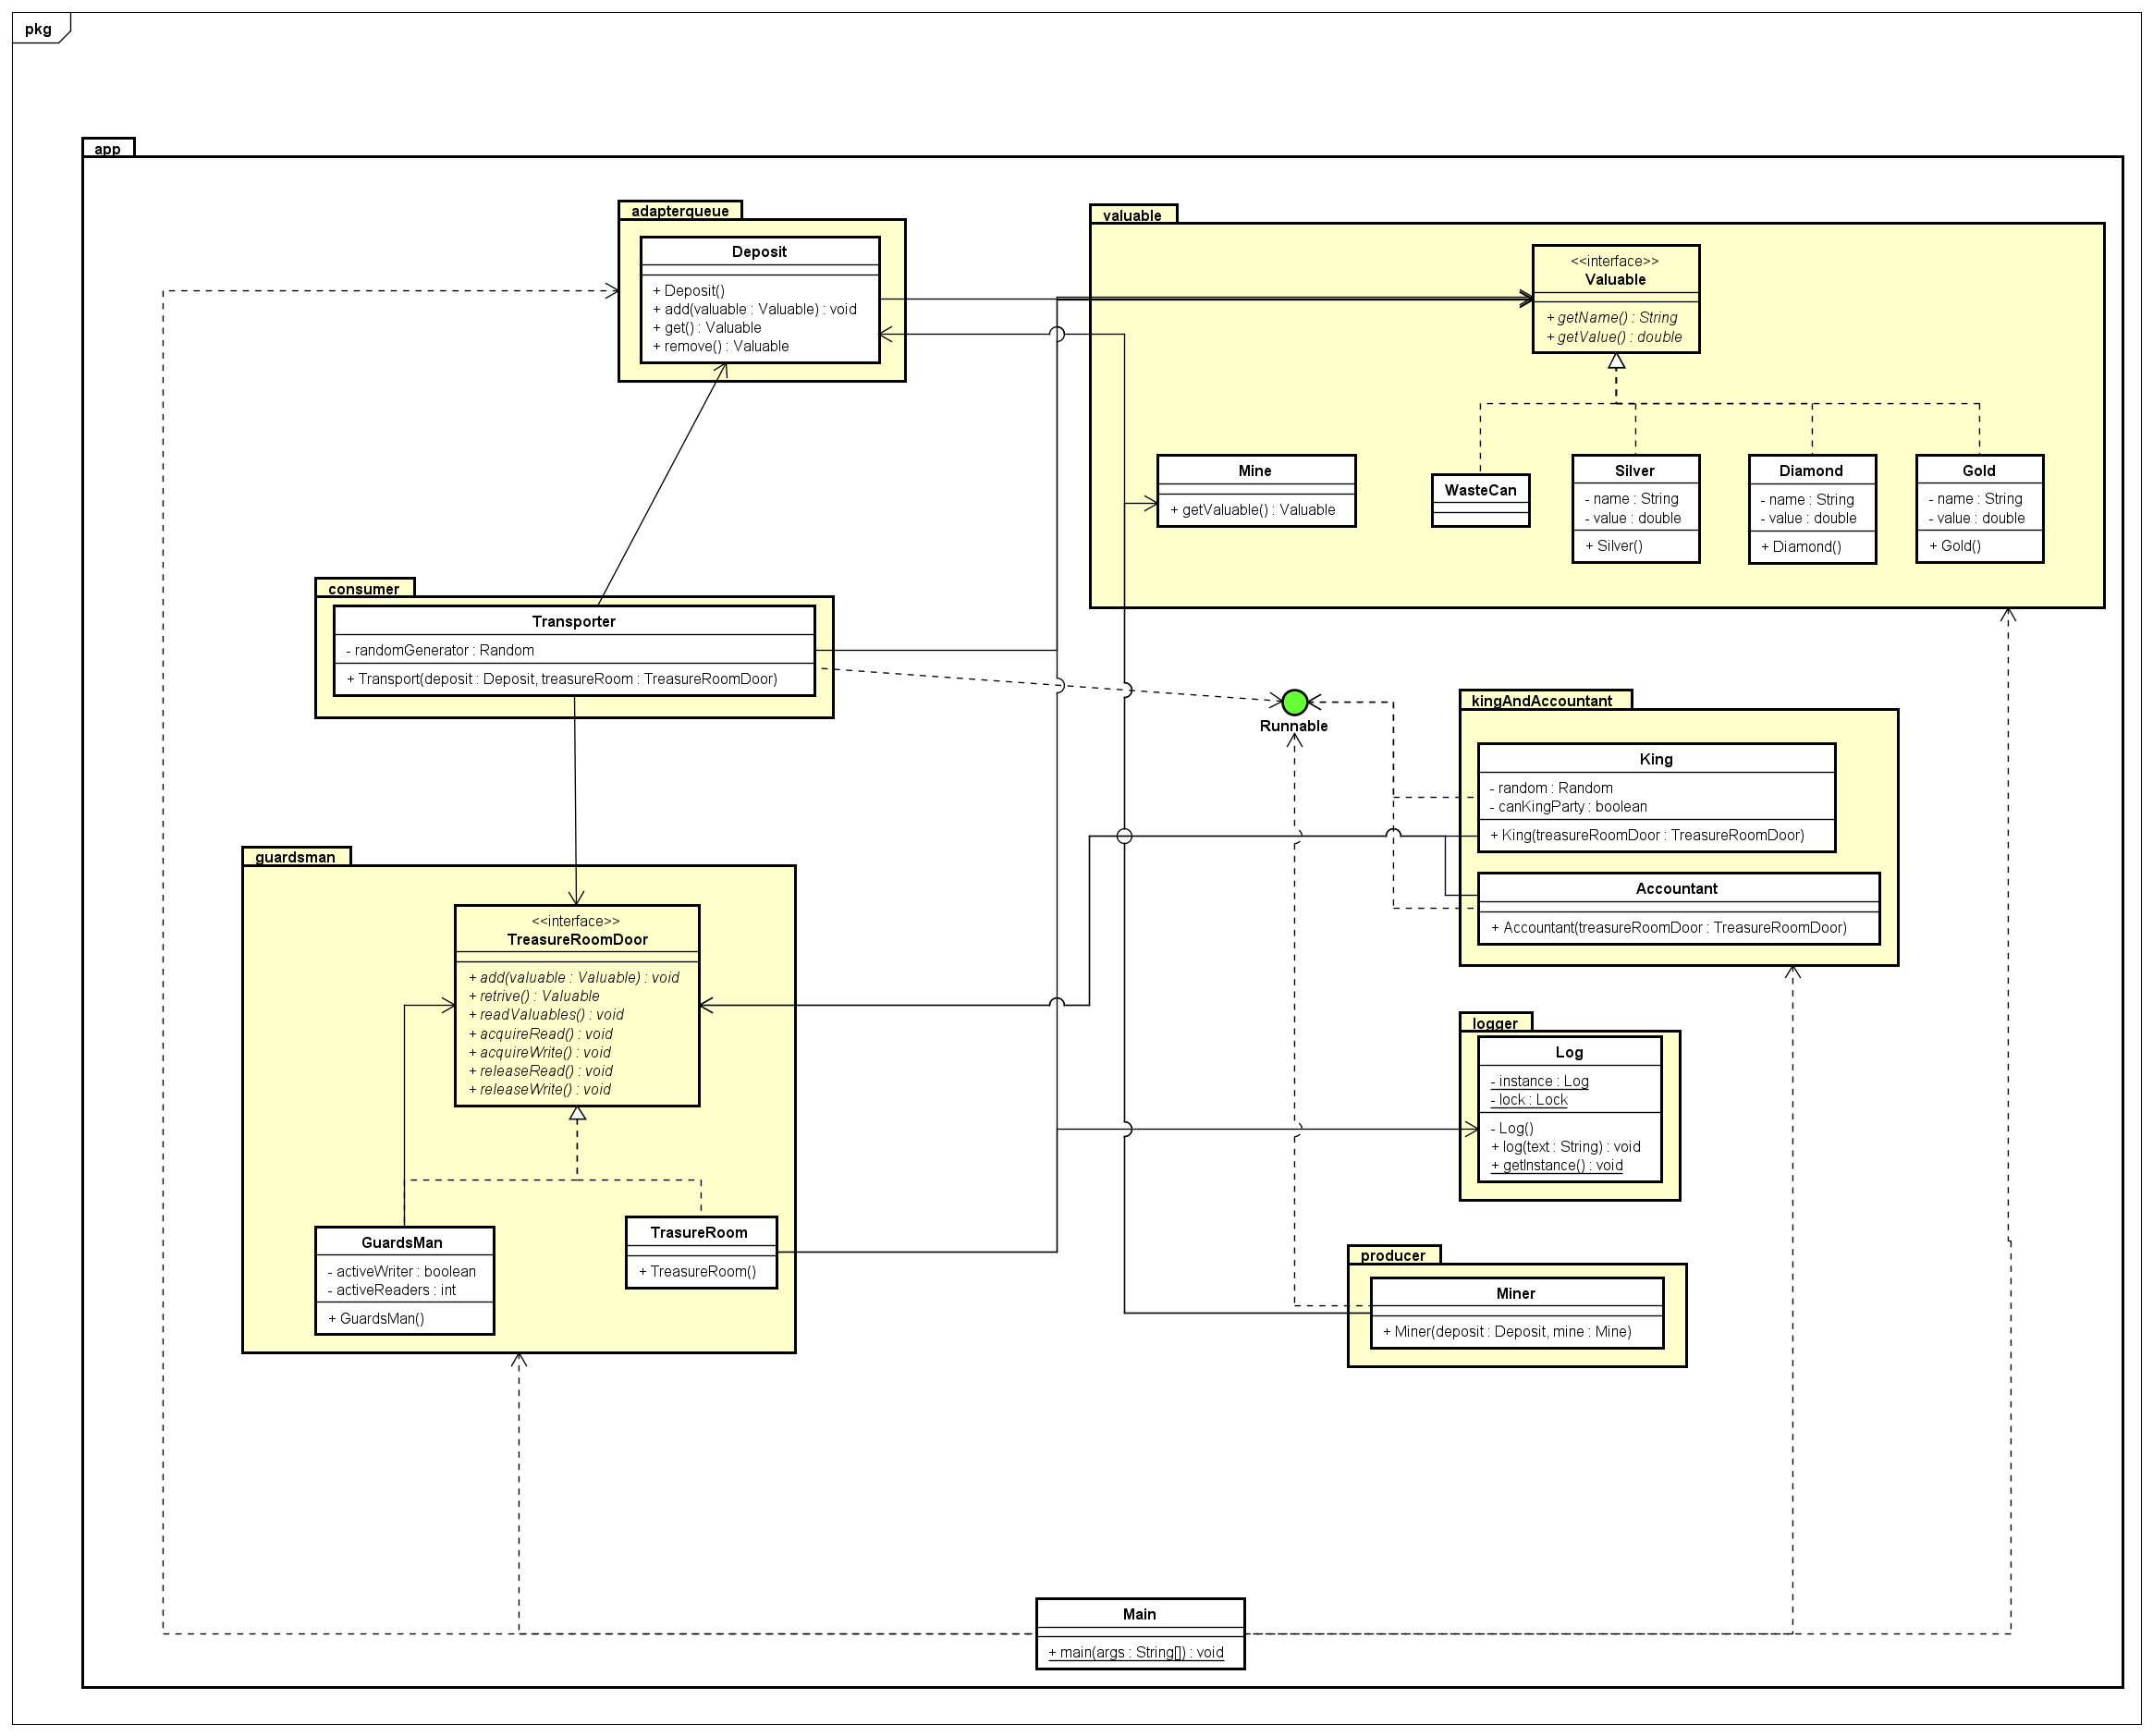 pkg
app
adapterqueue
Deposit
+ Deposit()
+ add(valuable : Valuable) : void
+ get() : Valuable
+ remove() : Valuable
valuable
<<interface>>
Valuable
+ getName() : String
+ getValue() : double
Mine
+ getValuable() : Valuable
WasteCan
Silver
- name : String
- value : double
+ Silver()
Diamond
- name : String
- value : double
+ Diamond()
Gold
- name : String
- value : double
+ Gold()
consumer
Transporter
- randomGenerator : Random
+ Transport(deposit : Deposit, treasureRoom : TreasureRoomDoor)
Runnable
kingAndAccountant
King
- random : Random
- canKingParty : boolean
+ King(treasureRoomDoor : TreasureRoomDoor)
Accountant
+ Accountant(treasureRoomDoor : TreasureRoomDoor)
guardsman
<<interface>>
TreasureRoomDoor
+ add(valuable : Valuable) : void
+ retrive() : Valuable
+ readValuables() : void
+ acquireRead() : void
+ acquireWrite() : void
+ releaseRead() : void
+ releaseWrite() : void
GuardsMan
- activeWriter : boolean
- activeReaders : int
+ GuardsMan()
TrasureRoom
+ TreasureRoom()
logger
Log
- instance : Log
- lock : Lock
- Log()
+ log(text : String) : void
+ getInstance() : void
producer
Miner
+ Miner(deposit : Deposit, mine : Mine)
Main
+ main(args : String[]) : void